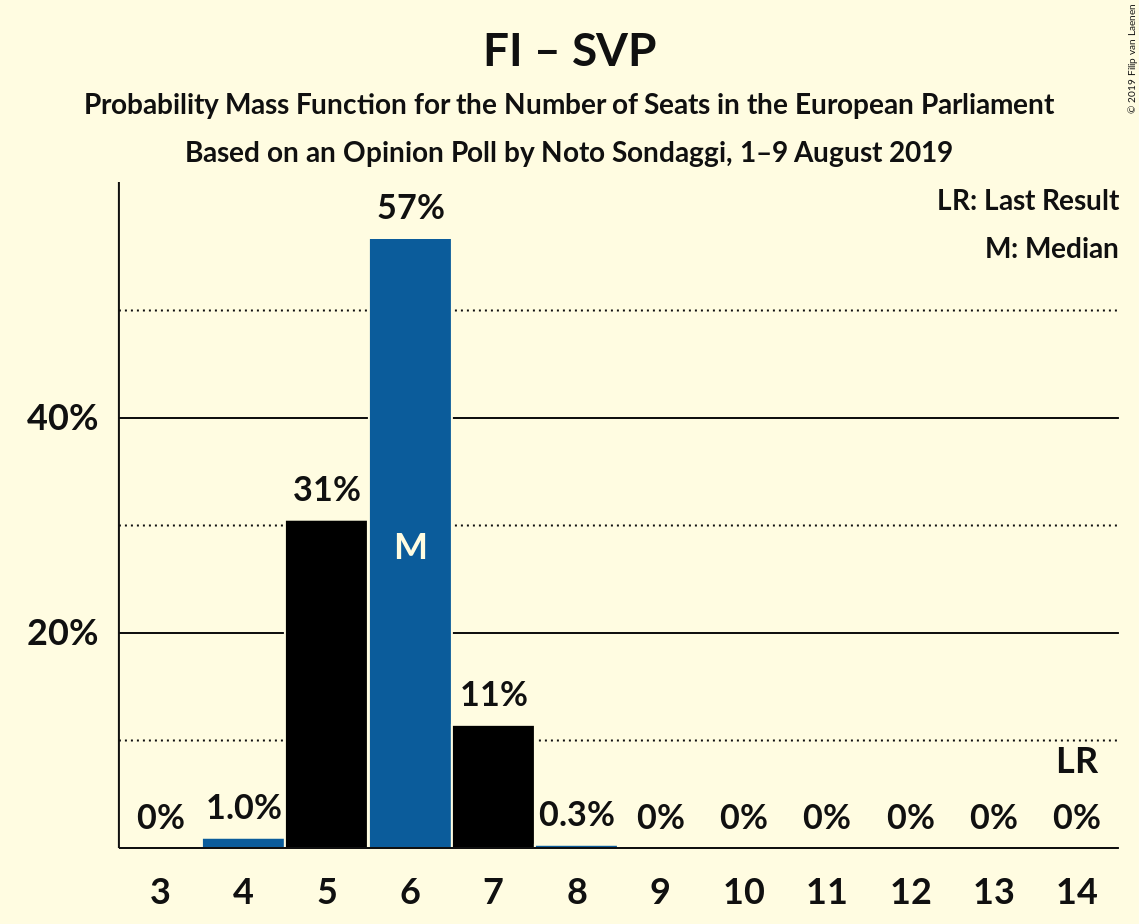 FI – SVP
Probability Mass Function for the Number of Seats in the European Parliament
Based on an Opinion Poll by Noto Sondaggi, 1–9 August 2019
© 2019 Filip van Laenen
LR: Last Result
M: Median
57%
40%
31%
M
20%
11%
LR
0% 1.0% 0.3% 0% 0% 0% 0% 0% 0%
3 4 5 6 7 8 9 10 11 12 13 14